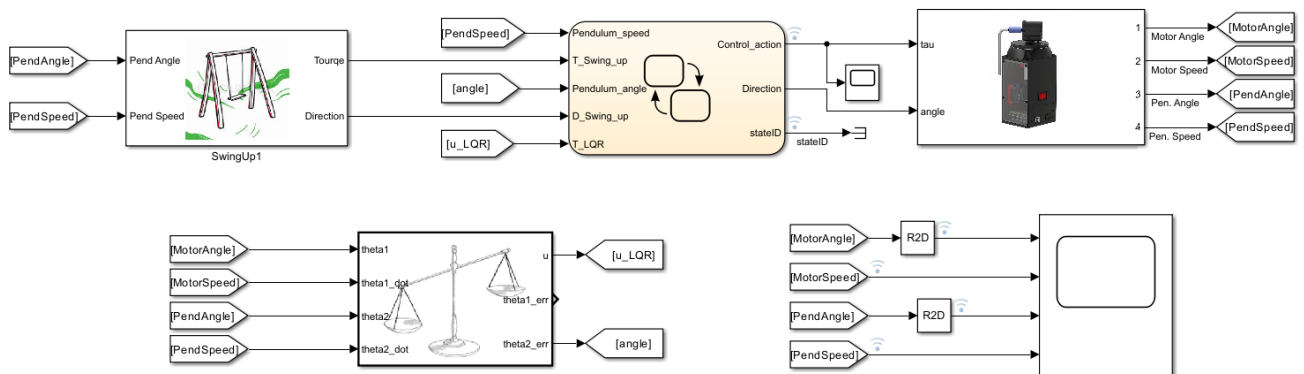 [PendAngle]
[PendSpeed]
Pend Angle
Pend Speed
Tourqe
Direction
SwingUp1
[PendSpeed]
[angle]
[u_LQR]
Pendulum_speed
T_Swing_up
Pendulum_angle
D_Swing_up
T_LQR
Control_action
Direction
stateID
stateID
tau
angle
1
2
3
4
Motor Angle
Motor Speed
Pen. Angle
Pen. Speed
[MotorAngle]
[MotorSpeed]
[PendAngle]
[PendSpeed]
[MotorAngle]
[MotorSpeed]
[PendAngle]
[PendSpeed]
theta1
theta1_dot
theta2
theta2_dot
u
theta1_err
theta2_err
[u_LQR]
[angle]
[MotorAngle]
[MotorSpeed]
[PendAngle]
[PendSpeed]
R2D
R2D